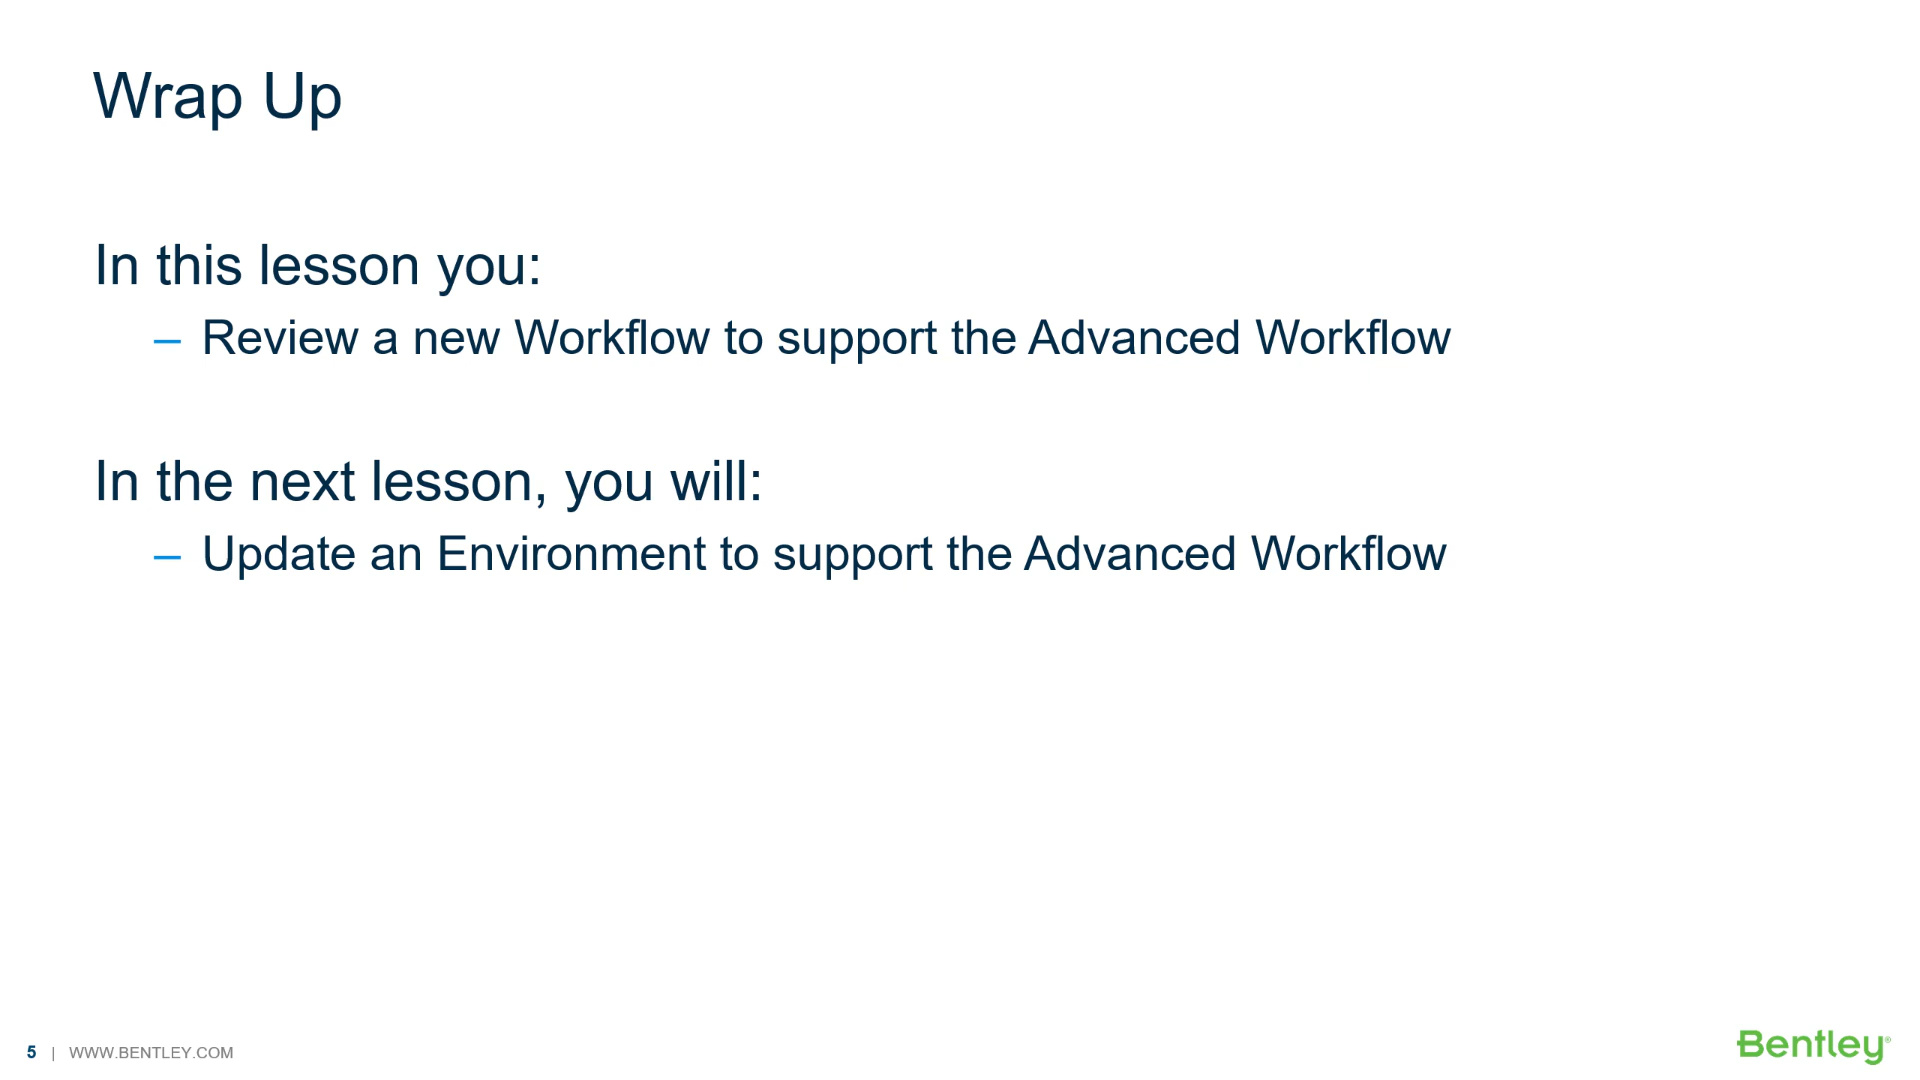 Wrap Up
In this lesson you:
– Review a new Workflow to support the Advanced Workflow
In the next lesson, you will:
– Update an Environment to support the Advanced Workflow
5 | WWW.BENTLEY.COM
Bentley®